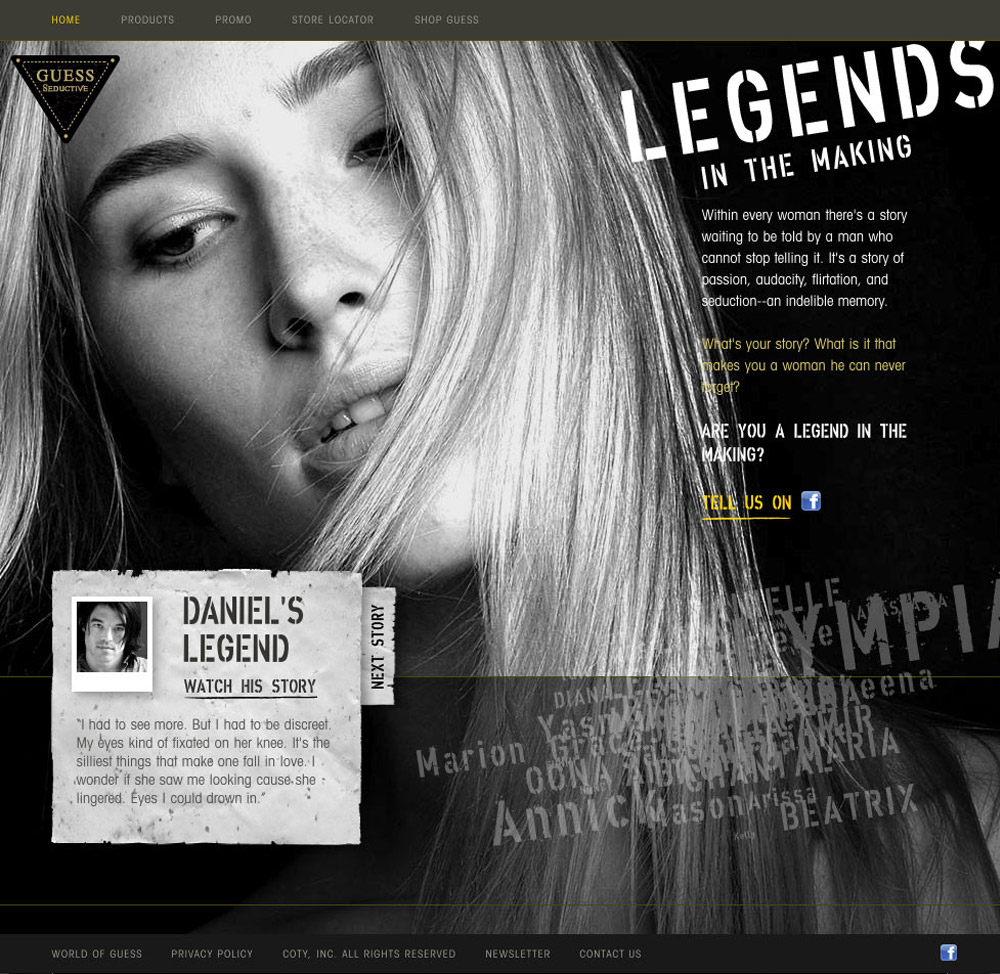 HOME PRODUCTS PROMO STORE LOCATOR SHOP GUESS
GUESS
SEDUCTIVE
LEGENDS
IN THE MAKING
Within every woman there's a story
waiting to be told by a man who
cannot stop telling it. It's a story of
passion, audacity, flirtation, and
seduction--an indelible memory.
What's your story? What is it that
makes you a woman he can never
forget?
ARE YOU A LEGEND IN THE
MAKING?
TELL US ON
DANIEL'S
LEGEND
WATCH HIS STORY
NEXT STORY
"I had to see more. But I had to be discreet.
My eyes kind of fixated on her knee. It's the
silliest things that make one fall in love. I
wonder if she saw me looking cause she
lingered. Eyes I could drown in."
DIANA
Marion
OONA
Annick
Mason
Arissa
BEATRIX
WORLD OF GUESS PRIVACY POLICY COTY, INC. ALL RIGHTS RESERVED NEWSLETTER CONTACT US